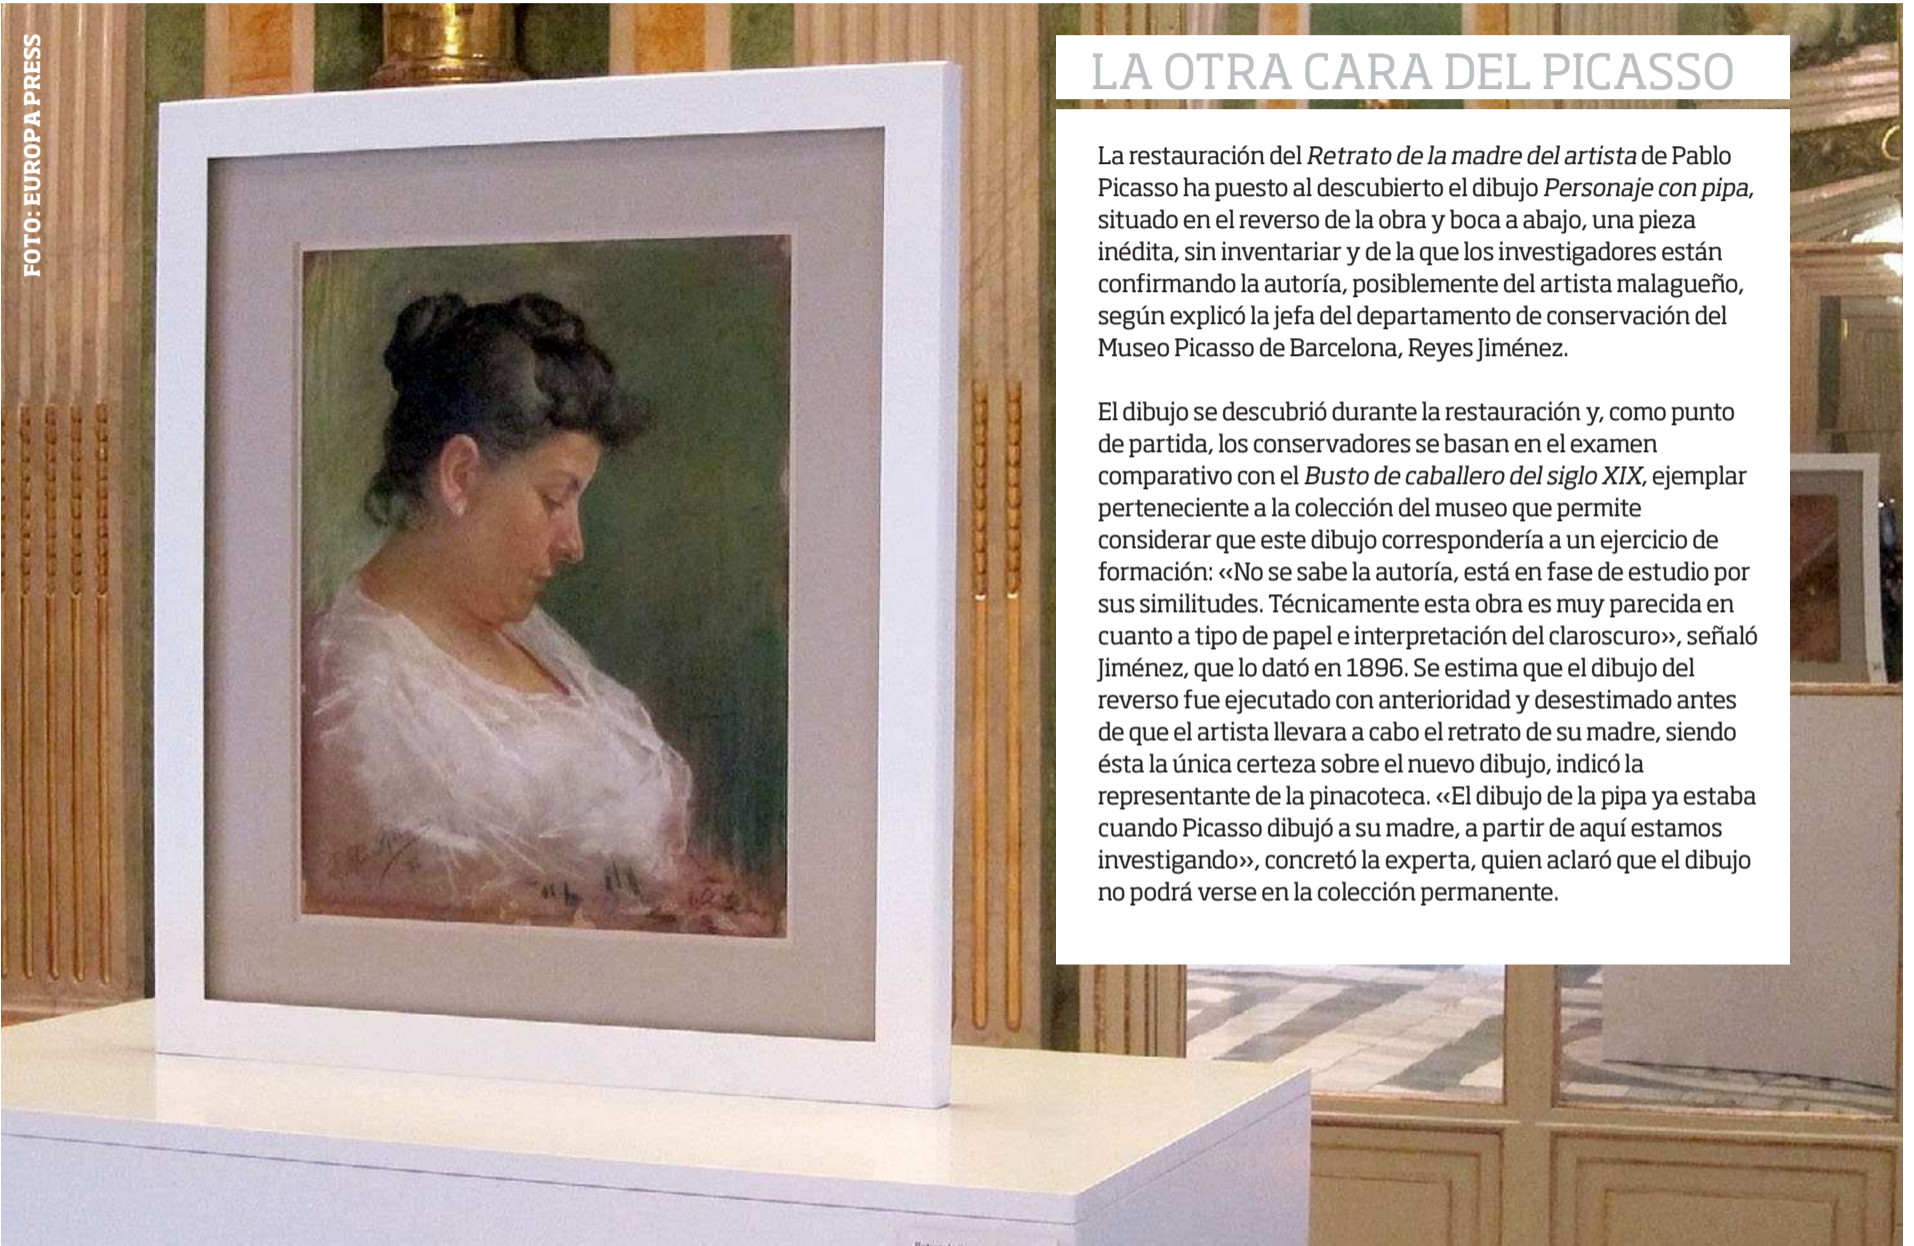 FOTO: EUROPA PRESS
LA OTRA CARA DEL PICASSO
La restauración del Retrato de la madre del artista de Pablo
Picasso ha puesto al descubierto el dibujo Personaje con pipa,
situado en el reverso de la obra y boca a abajo, una pieza
inédita, sin inventariar y de la que los investigadores están
confirmando la autoría, posiblemente del artista malagueño,
según explicó la jefa del departamento de conservación del
Museo Picasso de Barcelona, Reyes Jiménez.
El dibujo se descubrió durante la restauración y, como punto
de partida, los conservadores se basan en el examen
comparativo con el Busto de caballero del siglo XIX, ejemplar
perteneciente a la colección del museo que permite
considerar que este dibujo correspondería a un ejercicio de
formación: «No se sabe la autoría, está en fase de estudio por
sus similitudes. Técnicamente esta obra es muy parecida en
cuanto a tipo de papel e interpretación del claroscuro», señaló
Jiménez, que lo dató en 1896. Se estima que el dibujo del
reverso fue ejecutado con anterioridad y desestimado antes
de que el artista llevara a cabo el retrato de su madre, siendo
ésta la única certeza sobre el nuevo dibujo, indicó la
representante de la pinacoteca. «El dibujo de la pipa ya estaba
cuando Picasso dibujó a su madre, a partir de aquí estamos
investigando», concretó la experta, quien aclaró que el dibujo
no podrá verse en la colección permanente.